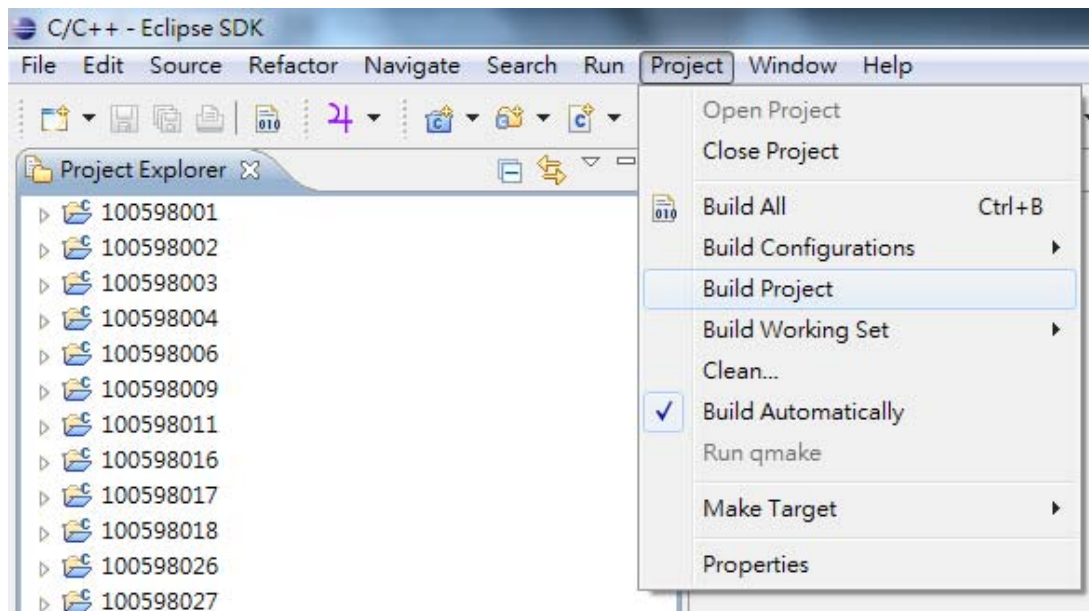 C/C++ - Eclipse SDK
File Edit Source Refactor Navigate Search Run Project Window Help
Project Explorer
100598001
100598002
100598003
100598004
100598006
100598009
100598011
100598016
100598017
100598018
100598026
100598027
Open Project
Close Project
Build All Ctrl+B
Build Configurations
Build Project
Build Working Set
Clean...
Build Automatically
Run qmake
Make Target
Properties